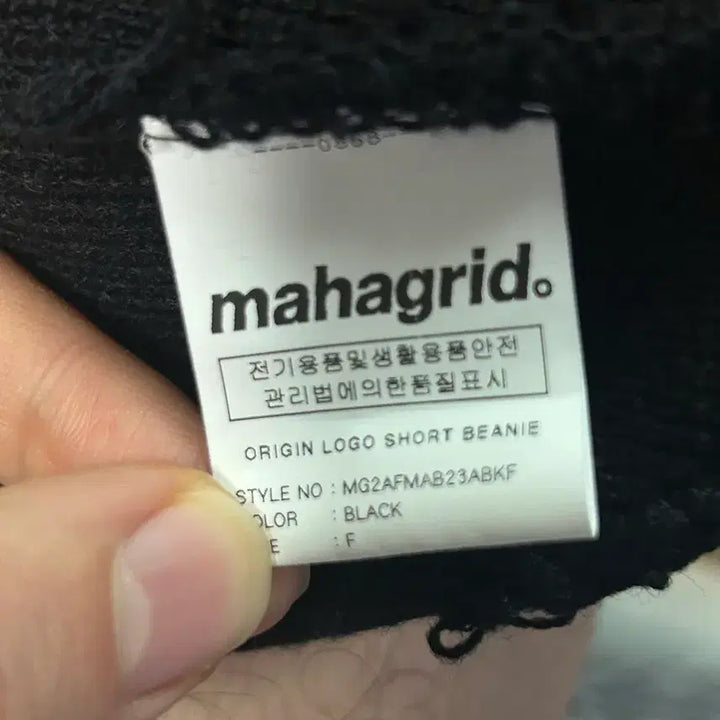 mahagrid.
전기용품및생활용품안전
관리법에의한품질표시
ORIGIN LOGO SHORT BEANIE
STYLE NO : MG2AFMAB23ABKF
OLOR : BLACK
E : F